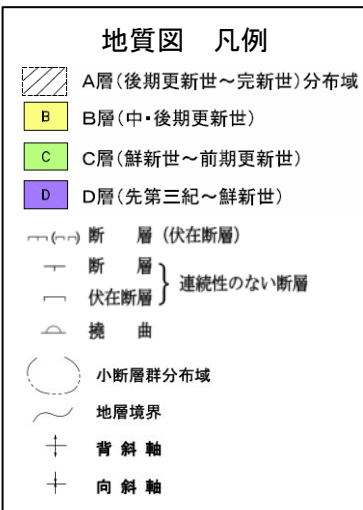 地質図　凡例
A層(後期更新世～完新世)分布域
B B層(中・後期更新世)
C C層(鮮新世～前期更新世)
D D層(先第三紀～鮮新世)
断　層(伏在断層)
断　層
連続性のない断層
伏在断層
撓　曲
小断層群分布域
地層境界
背斜軸
向斜軸